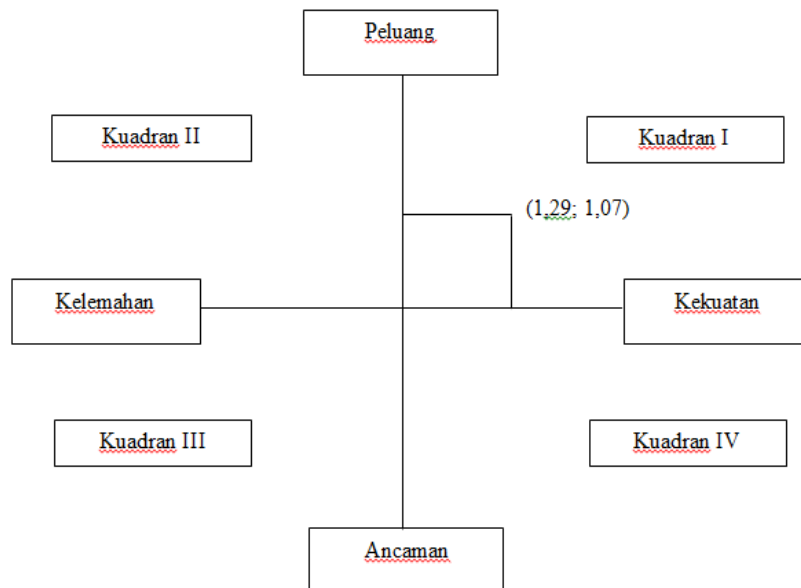 Peluang
Kuadran II
Kuadran I
(1,29; 1,07)
Kelemahan
Kekuatan
Kuadran III
Kuadran IV
Ancaman